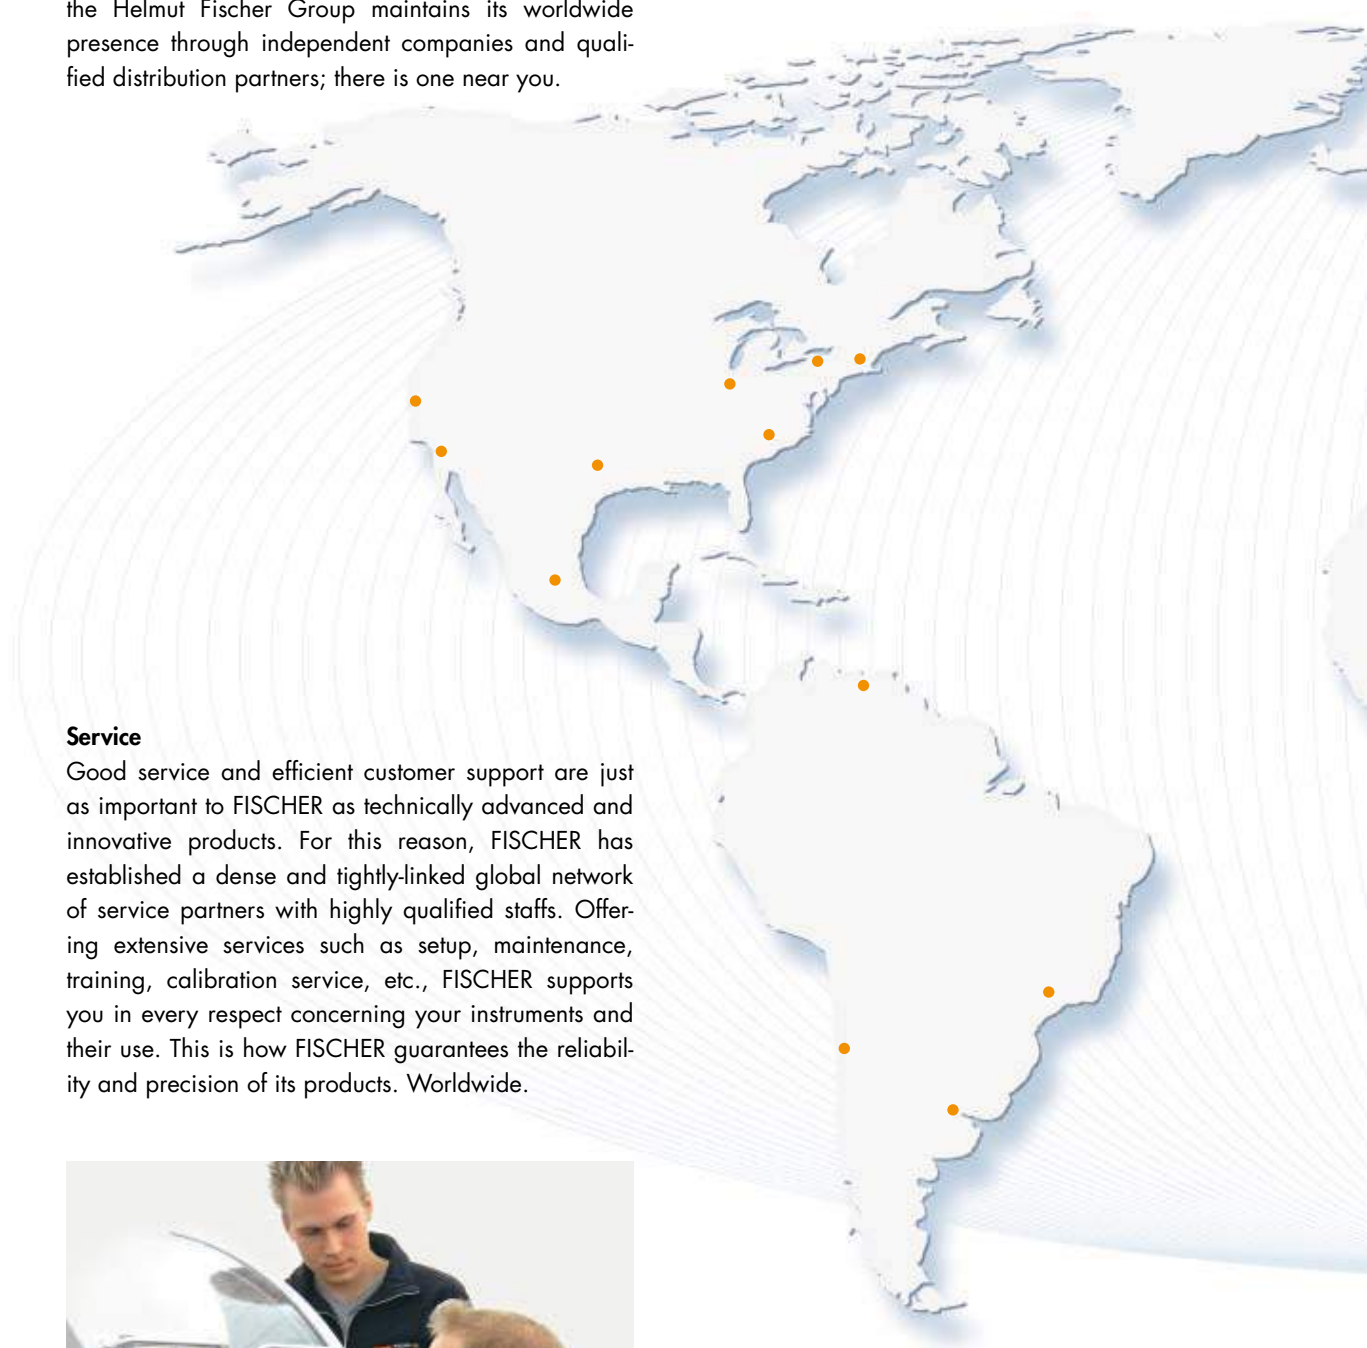 the Helmut Fischer Group maintains its worldwide
presence through independent companies and quali-
fied distribution partners; there is one near you.
Service
Good service and efficient customer support are just
as important to FISCHER as technically advanced and
innovative products. For this reason, FISCHER has
established a dense and tightly-linked global network
of service partners with highly qualified staffs. Offer-
ing extensive services such as setup, maintenance,
training, calibration service, etc., FISCHER supports
you in every respect concerning your instruments and
their use. This is how FISCHER guarantees the reliabil-
ity and precision of its products. Worldwide.